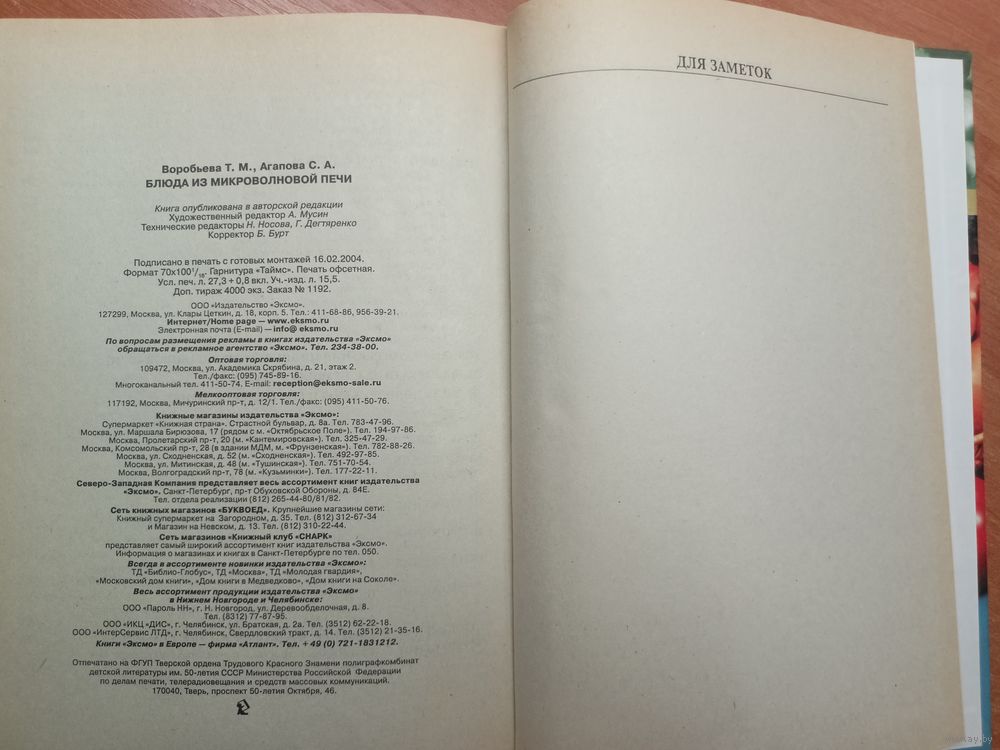 Воробьева Т. М., Агапова С. А.
БЛЮДА ИЗ МИКРОВОЛНОВОЙ ПЕЧИ
Книга опубликована в авторской редакции
Художественный редактор А. Мусин
Технические редакторы Н. Носова, Г. Дегтяренко
Корректор Б. Бурт
Подписано в печать с готовых монтажей 16.02.2004.
Формат 70х100 1/16. Гарнитура «Таймс». Печать офсетная.
Усл. печ. л. 27,3 + 0,8 вкл. Уч.-изд. л. 15,5.
Доп. тираж 4000 экз. Заказ № 1192.
ООО «Издательство «Эксмо».
127299, Москва, ул. Клары Цеткин, д. 18, корп. 5. Тел.: 411-68-86, 956-39-21.
Интернет/Home page — www.eksmo.ru
Электронная почта (E-mail) — info@ eksmo.ru
По вопросам размещения рекламы в книгах издательства «Эксмо»
обращаться в рекламное агентство «Эксмо». Тел. 234-38-00.
Оптовая торговля:
109472, Москва, ул. Академика Скрябина, д. 21, этаж 2.
Тел./факс: (095) 745-89-16.
Многоканальный тел. 411-50-74. E-mail: reception@eksmo-sale.ru
Мелкооптовая торговля:
117192, Москва, Мичуринский пр-т, д. 12/1. Тел./факс: (095) 411-50-76.
Книжные магазины издательства «Эксмо»:
Супермаркет «Книжная страна». Страстной бульвар, д. 8а. Тел. 783-47-96.
Москва, ул. Маршала Бирюзова, 17 (рядом с м. «Октябрьское Поле»). Тел. 194-97-86.
Москва, Пролетарский пр-т, 20 (м. «Кантемировская»). Тел. 325-47-29.
Москва, Комсомольский пр-т, 28 (в здании МДМ, м. «Фрунзенская»). Тел. 782-88-26.
Москва, ул. Сходненская, д. 52 (м. «Сходненская»). Тел. 492-97-85.
Москва, ул. Митинская, д. 48 (м. «Тушинская»). Тел. 751-70-54.
Москва, Волгоградский пр-т, 78 (м. «Кузьминки»). Тел. 177-22-11.
Северо-Западная Компания представляет весь ассортимент книг издательства
«Эксмо». Санкт-Петербург, пр-т Обуховской Обороны, д. 84Е.
Тел. отдела реализации (812) 265-44-80/81/82.
Сеть книжных магазинов «БУКВОЕД». Крупнейшие магазины сети:
Книжный супермаркет на Загородном, д. 35. Тел. (812) 312-67-34
и Магазин на Невском, д. 13. Тел. (812) 310-22-44.
Сеть магазинов «Книжный клуб «СНАРК»
представляет самый широкий ассортимент книг издательства «Эксмо».
Информация о магазинах и книгах в Санкт-Петербурге по тел. 050.
Всегда в ассортименте новинки издательства «Эксмо»:
ТД «Библио-Глобус», ТД «Москва», ТД «Молодая гвардия»,
«Московский дом книги», «Дом книги в Медведково», «Дом книги на Соколе».
Весь ассортимент продукции издательства «Эксмо»
в Нижнем Новгороде и Челябинске:
ООО «Пароль НН», г. Н. Новгород, ул. Деревообделочная, д. 8.
Тел. (8312) 77-87-95.
ООО «ИКЦ «ДИС», г. Челябинск, ул. Братская, д. 2а. Тел. (3512) 62-22-18.
ООО «ИнтерСервис ЛТД», г. Челябинск, Свердловский тракт, д. 14. Тел. (3512) 21-35-16.
Книги «Эксмо» в Европе — фирма «Атлант». Тел. + 49 (0) 721-1831212.
Отпечатано на ФГУП Тверской ордена Трудового Красного Знамени полиграфкомбинат
детской литературы им. 50-летия СССР Министерства Российской Федерации
по делам печати, телерадиовещания и средств массовых коммуникаций.
170040, Тверь, проспект 50-летия Октября, 46.
ДЛЯ ЗАМЕТОК